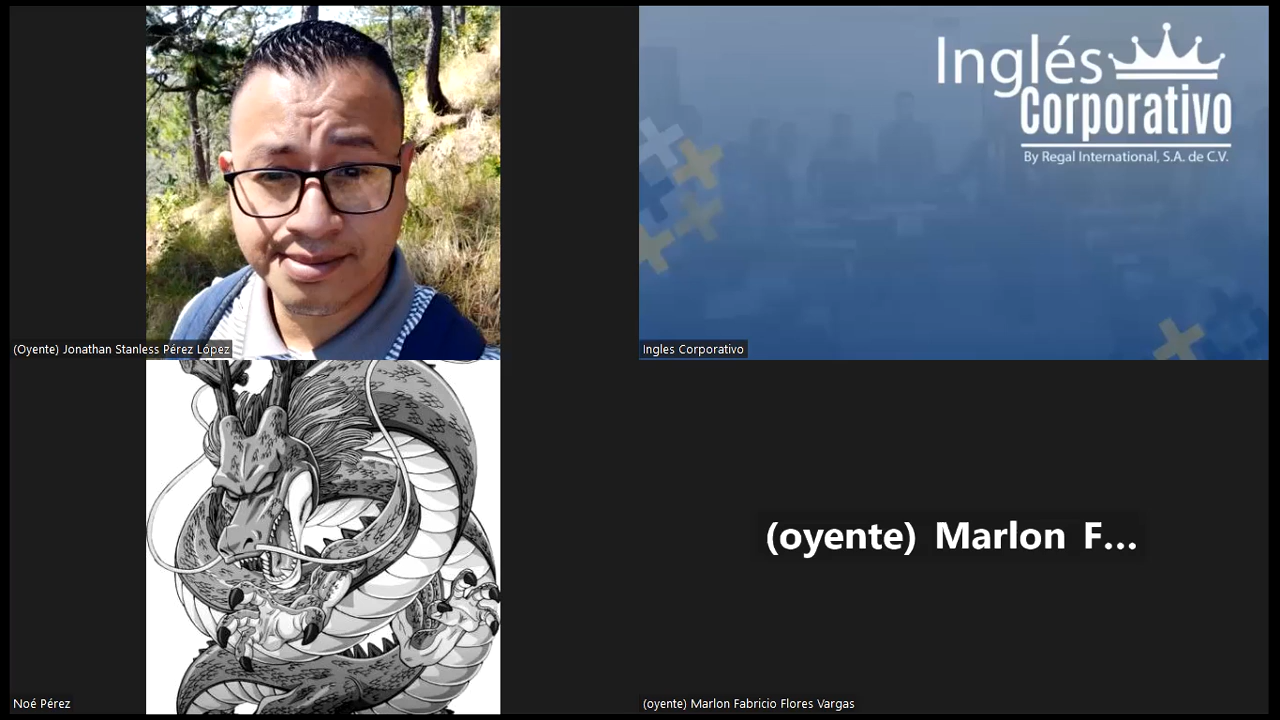 Inglés
Corporativo
By Regal International, S.A. de C.V.
(Oyente) Jonathan Stanless Pérez López
Ingles Corporativo
(oyente) Marlon F...
Noé Pérez
(oyente) Marlon Fabricio Flores Vargas